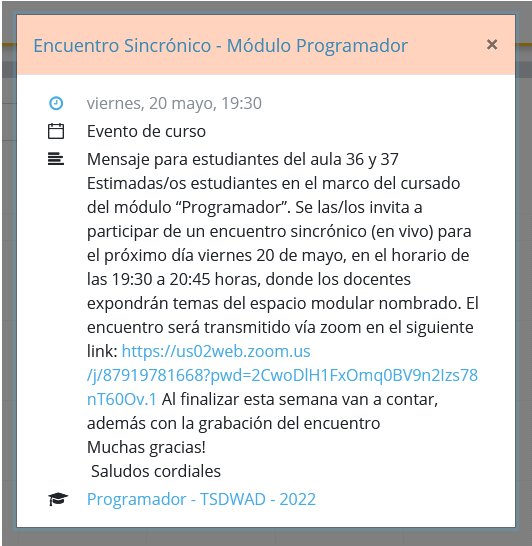 Encuentro Sincrónico - Módulo Programador ×
viernes, 20 mayo, 19:30
Evento de curso
Mensaje para estudiantes del aula 36 y 37
Estimadas/os estudiantes en el marco del cursado
del módulo “Programador”. Se las/los invita a
participar de un encuentro sincrónico (en vivo) para
el próximo día viernes 20 de mayo, en el horario de
las 19:30 a 20:45 horas, donde los docentes
expondrán temas del espacio modular nombrado. El
encuentro será transmitido vía zoom en el siguiente
link: https://us02web.zoom.us
/j/87919781668?pwd=2CwoDlH1FxOmq0BV9n2Izs78
nT60Ov.1 Al finalizar esta semana van a contar,
además con la grabación del encuentro
Muchas gracias!
Saludos cordiales
Programador - TSDWAD - 2022